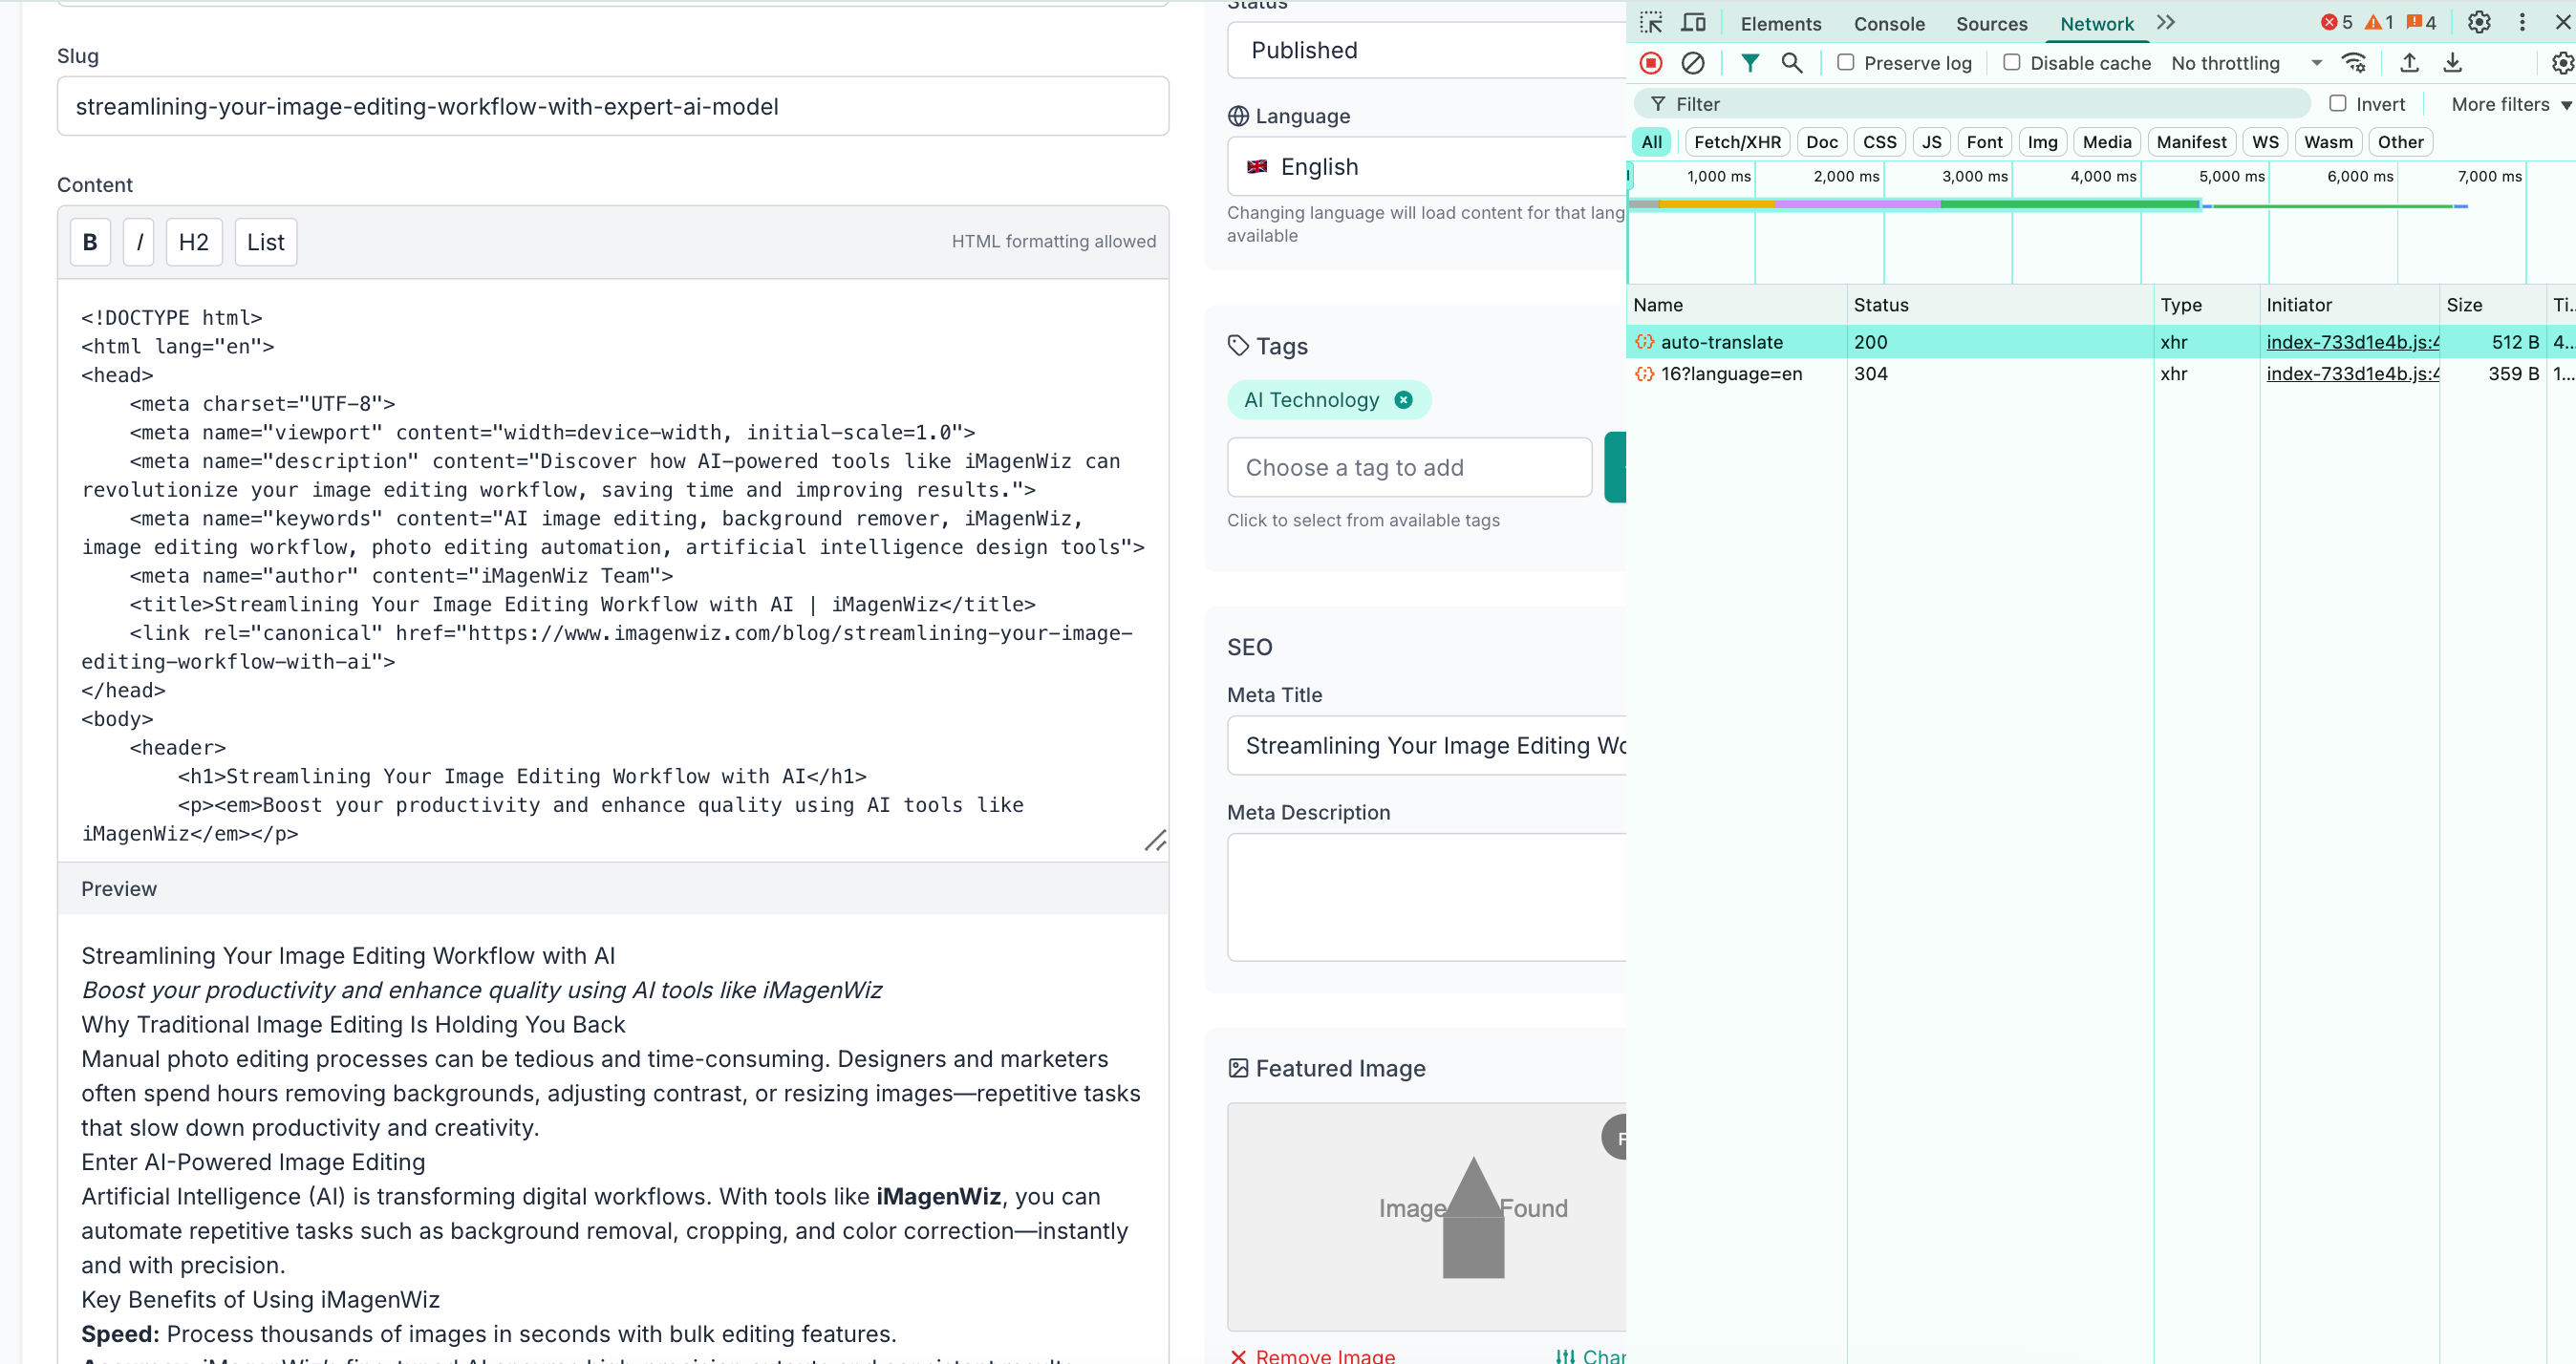 Slug
streamlining-your-image-editing-workflow-with-expert-ai-model
Content
B
I
H2
List
HTML formatting allowed
<!DOCTYPE html>
<html lang="en">
<head>
    <meta charset="UTF-8">
    <meta name="viewport" content="width=device-width, initial-scale=1.0">
    <meta name="description" content="Discover how AI-powered tools like iMagenWiz can
revolutionize your image editing workflow, saving time and improving results.">
    <meta name="keywords" content="AI image editing, background remover, iMagenWiz,
image editing workflow, photo editing automation, artificial intelligence design tools">
    <meta name="author" content="iMagenWiz Team">
    <title>Streamlining Your Image Editing Workflow with AI | iMagenWiz</title>
    <link rel="canonical" href="https://www.imagenwiz.com/blog/streamlining-your-image-
editing-workflow-with-ai">
</head>
<body>
    <header>
        <h1>Streamlining Your Image Editing Workflow with AI</h1>
        <p><em>Boost your productivity and enhance quality using AI tools like
iMagenWiz</em></p>
Preview
Streamlining Your Image Editing Workflow with AI
Boost your productivity and enhance quality using AI tools like iMagenWiz
Why Traditional Image Editing Is Holding You Back
Manual photo editing processes can be tedious and time-consuming. Designers and marketers
often spend hours removing backgrounds, adjusting contrast, or resizing images—repetitive tasks
that slow down productivity and creativity.
Enter AI-Powered Image Editing
Artificial Intelligence (AI) is transforming digital workflows. With tools like iMagenWiz, you can
automate repetitive tasks such as background removal, cropping, and color correction—instantly
and with precision.
Key Benefits of Using iMagenWiz
Speed: Process thousands of images in seconds with bulk editing features.
Status
Published
Language
English
Changing language will load content for that lang
available
Tags
AI Technology
Choose a tag to add
Click to select from available tags
SEO
Meta Title
Streamlining Your Image Editing Wo
Meta Description
Featured Image
Image Found
Remove Image
Char
Elements
Console
Sources
Network
5
1
4
Preserve log
Disable cache
No throttling
Filter
Invert
More filters
All
Fetch/XHR
Doc
CSS
JS
Font
Img
Media
Manifest
WS
Wasm
Other
1,000 ms
2,000 ms
3,000 ms
4,000 ms
5,000 ms
6,000 ms
7,000 ms
Name
Status
Type
Initiator
Size
Ti...
auto-translate
200
xhr
index-733d1e4b.js:4
512 B
4...
16?language=en
304
xhr
index-733d1e4b.js:4
359 B
1...